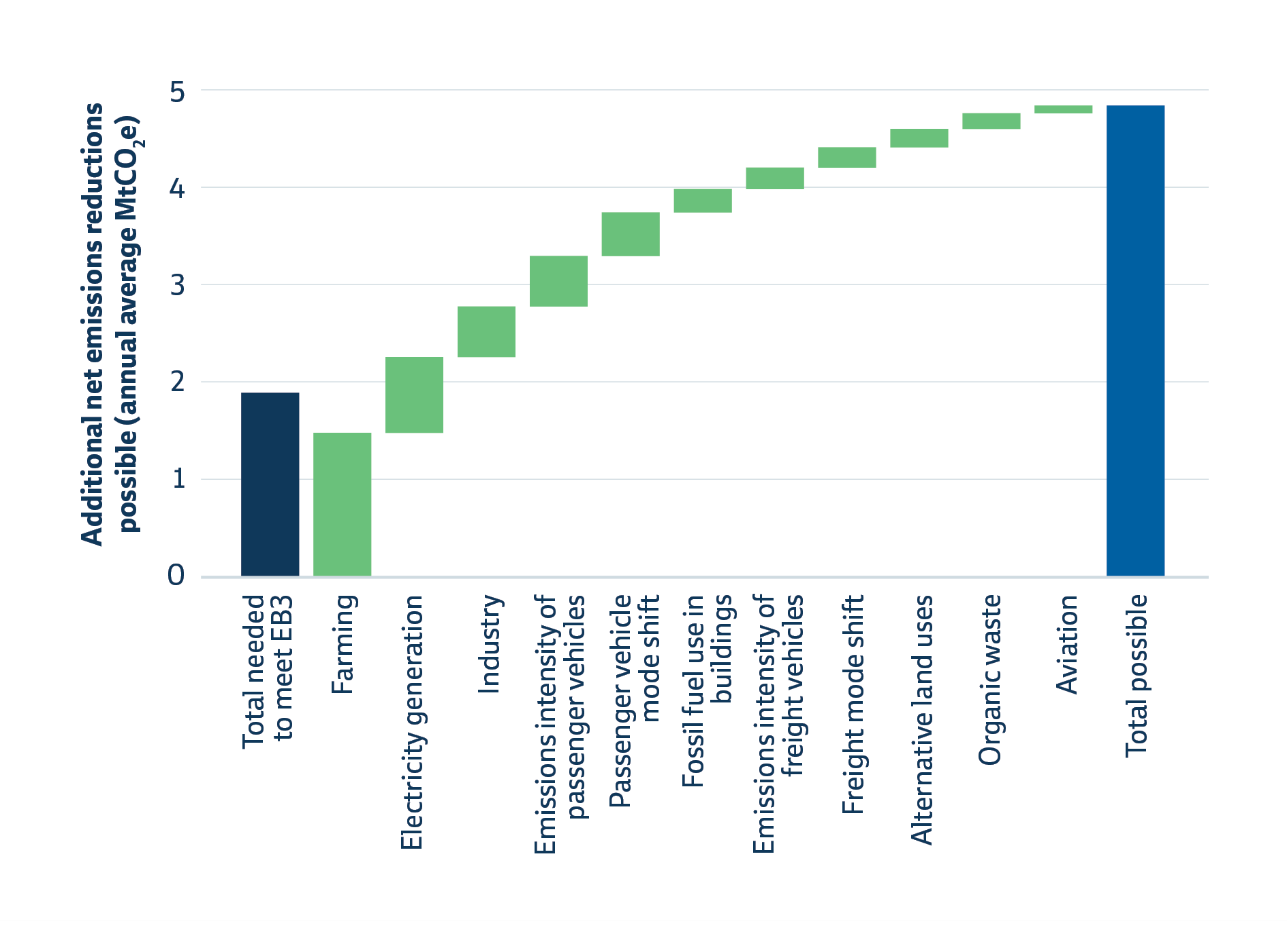 Additional net emissions reductions
possible (annual average MtCO₂e)
5
4
3
2
1
0
Total needed
to meet EB3
Farming
Electricity generation
Industry
Emissions intensity of
passenger vehicles
Passenger vehicle
mode shift
Fossil fuel use in
buildings
Emissions intensity of
freight vehicles
Freight mode shift
Alternative land uses
Organic waste
Aviation
Total possible